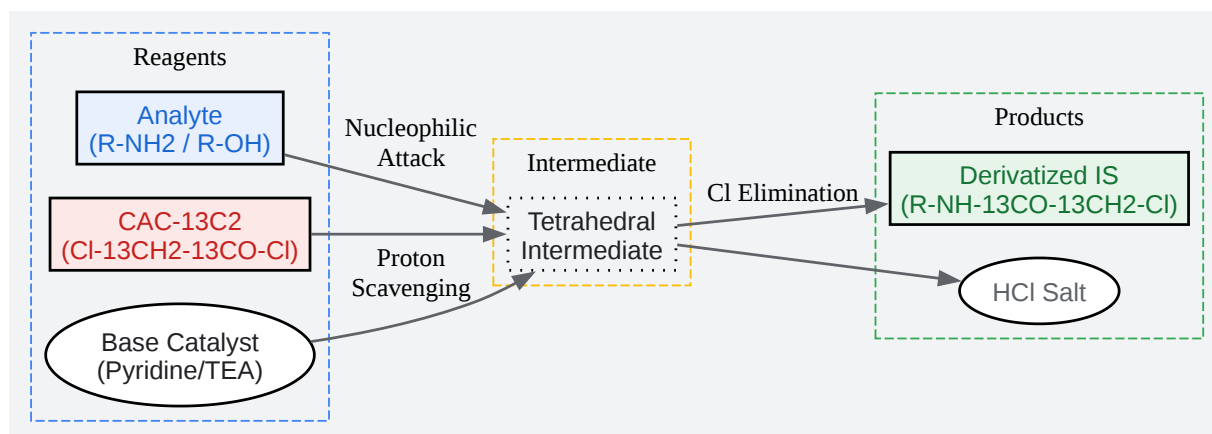 Reagents
Analyte
(R-NH2 / R-OH)
CAC-13C2
(Cl-13CH2-13CO-Cl)
Base Catalyst
(Pyridine/TEA)
Nucleophilic
Attack
Proton
Scavenging
Intermediate
Tetrahedral
Intermediate
Cl Elimination
Products
Derivatized IS
(R-NH-13CO-13CH2-Cl)
HCl Salt